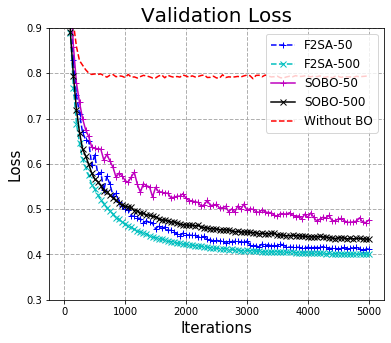 Validation Loss
0.9
0.8
0.7
0.6
0.5
0.4
0.3
Loss
F2SA-50
F2SA-500
SOBO-50
SOBO-500
Without BO
0 1000 2000 3000 4000 5000
Iterations